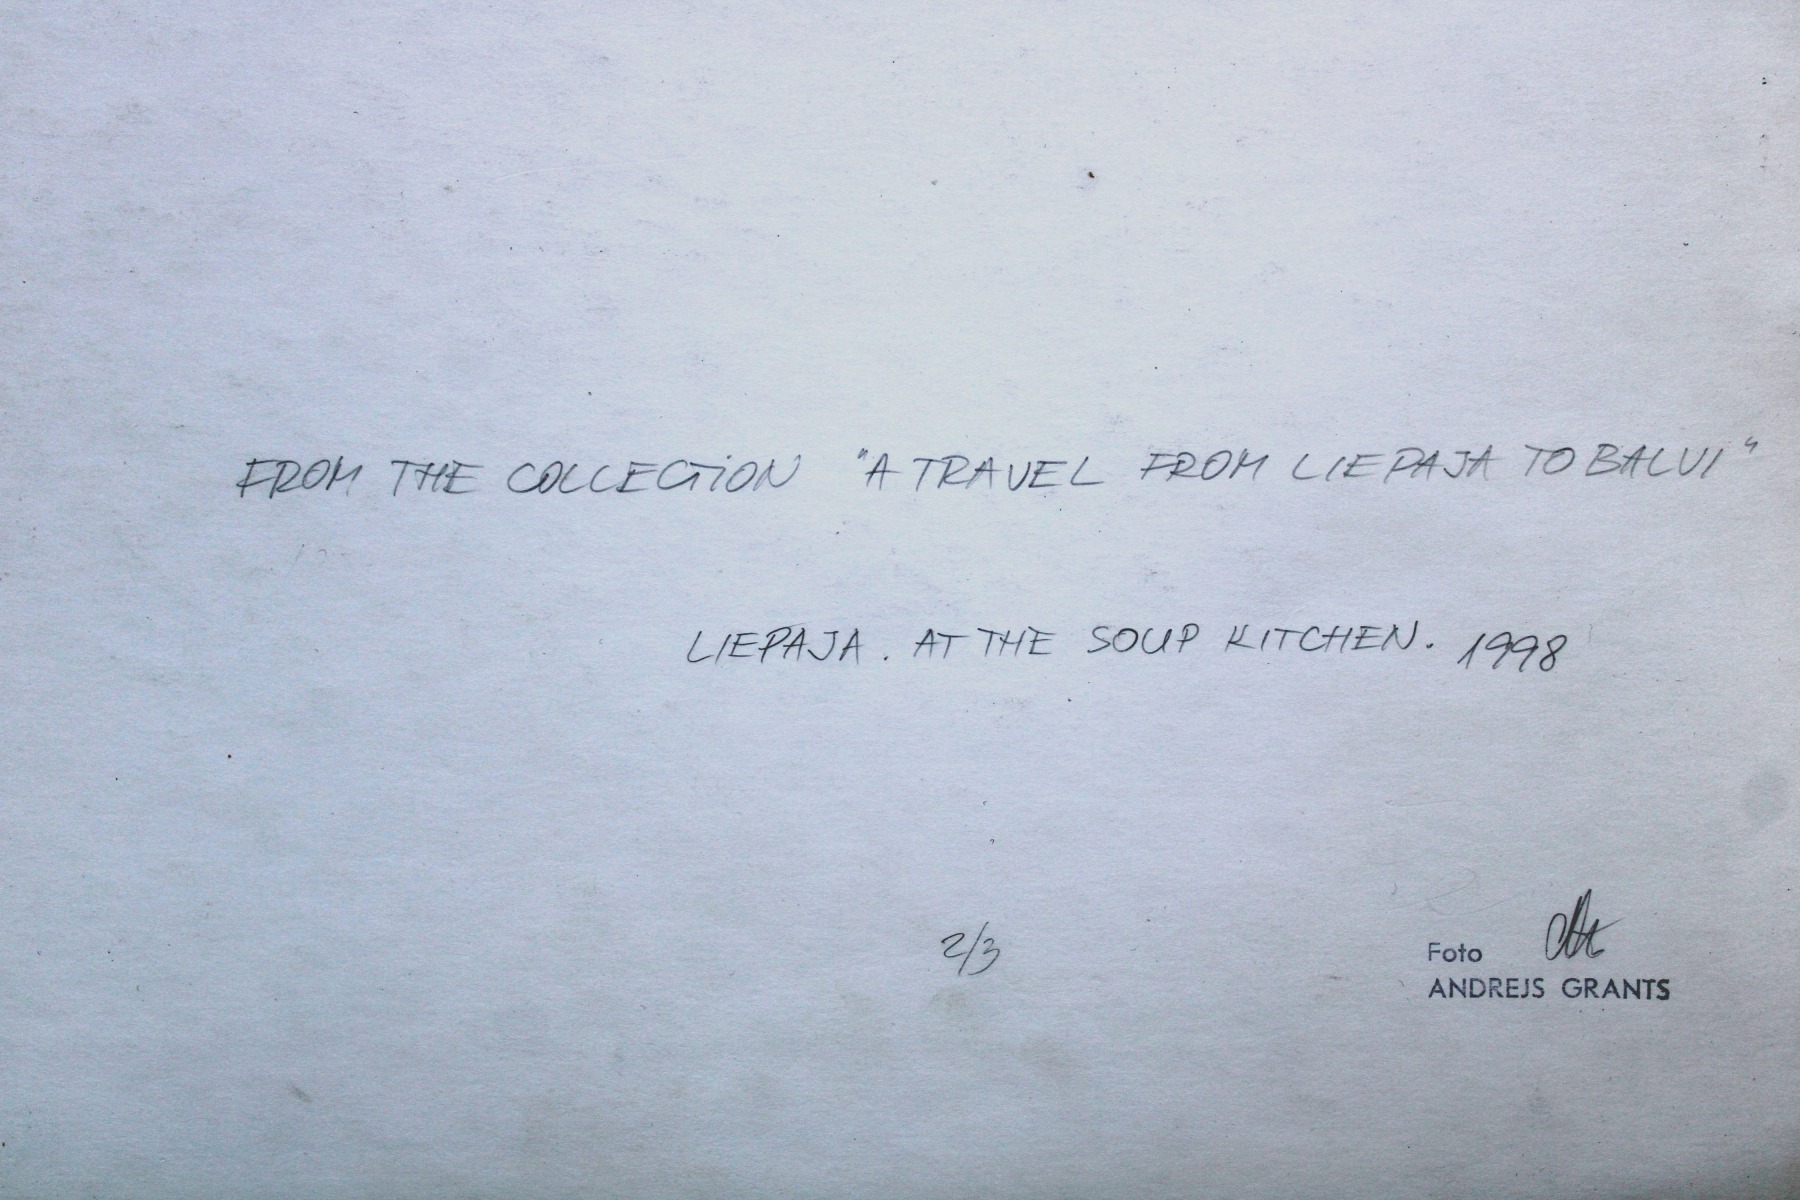 FROM THE COLLECTION "A TRAVEL FROM LIEPAJA TO BALVI"
LIEPAJA. AT THE SOUP KITCHEN. 1998
2/3
Foto
ANDREJS GRANTS